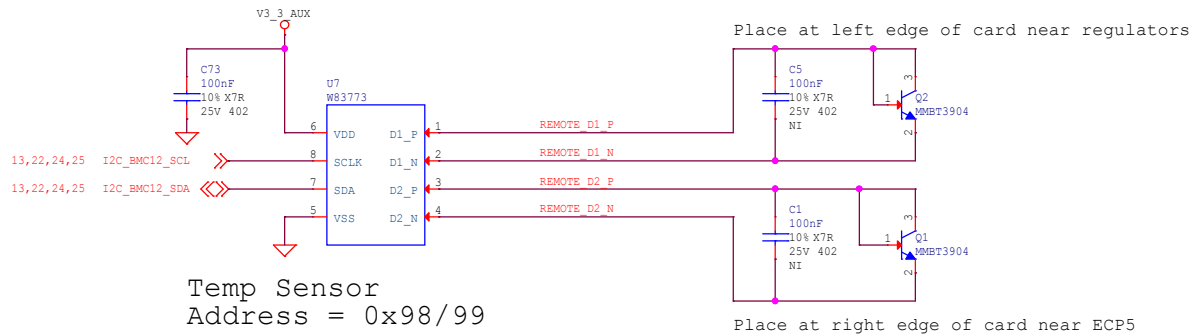 V3_3_AUX
Place at left edge of card near regulators
C73
100nF
10% X7R
25V 402
U7
W83773
C5
100nF
10% X7R
25V 402
NI
3
1
Q2
MMBT3904
2
6 VDD D1_P 1 REMOTE_D1_P
13,22,24,25 I2C_BMC12_SCL 8 SCLK D1_N 2 REMOTE_D1_N
13,22,24,25 I2C_BMC12_SDA 7 SDA D2_P 3 REMOTE_D2_P
5 VSS D2_N 4 REMOTE_D2_N
C1
100nF
10% X7R
25V 402
NI
3
1
Q1
MMBT3904
2
Temp Sensor
Address = 0x98/99
Place at right edge of card near ECP5